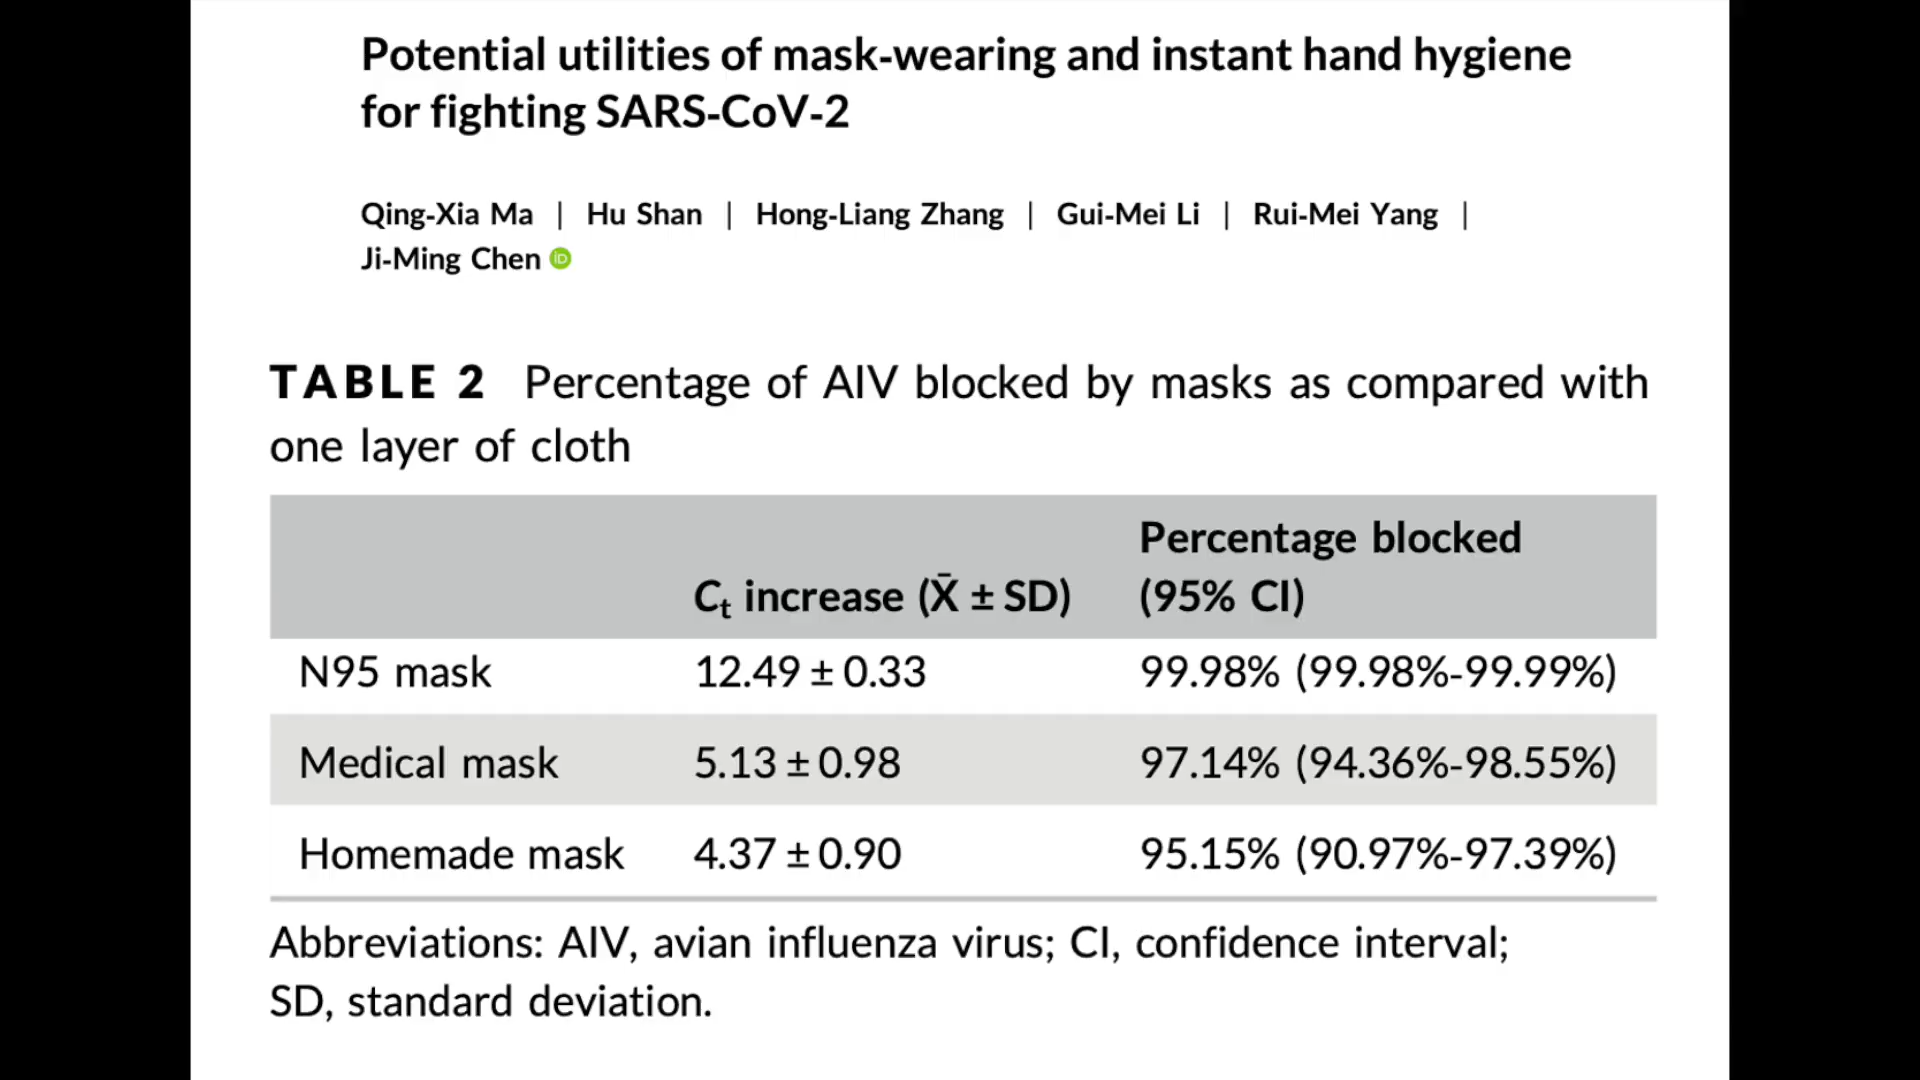 Potential utilities of mask-wearing and instant hand hygiene
for fighting SARS-CoV-2
Qing-Xia Ma | Hu Shan | Hong-Liang Zhang | Gui-Mei Li | Rui-Mei Yang |
Ji-Ming Chen iD
TABLE 2 Percentage of AIV blocked by masks as compared with
one layer of cloth
Percentage blocked
Ct increase (X̄ ± SD) (95% CI)
N95 mask 12.49 ± 0.33 99.98% (99.98%-99.99%)
Medical mask 5.13 ± 0.98 97.14% (94.36%-98.55%)
Homemade mask 4.37 ± 0.90 95.15% (90.97%-97.39%)
Abbreviations: AIV, avian influenza virus; CI, confidence interval;
SD, standard deviation.